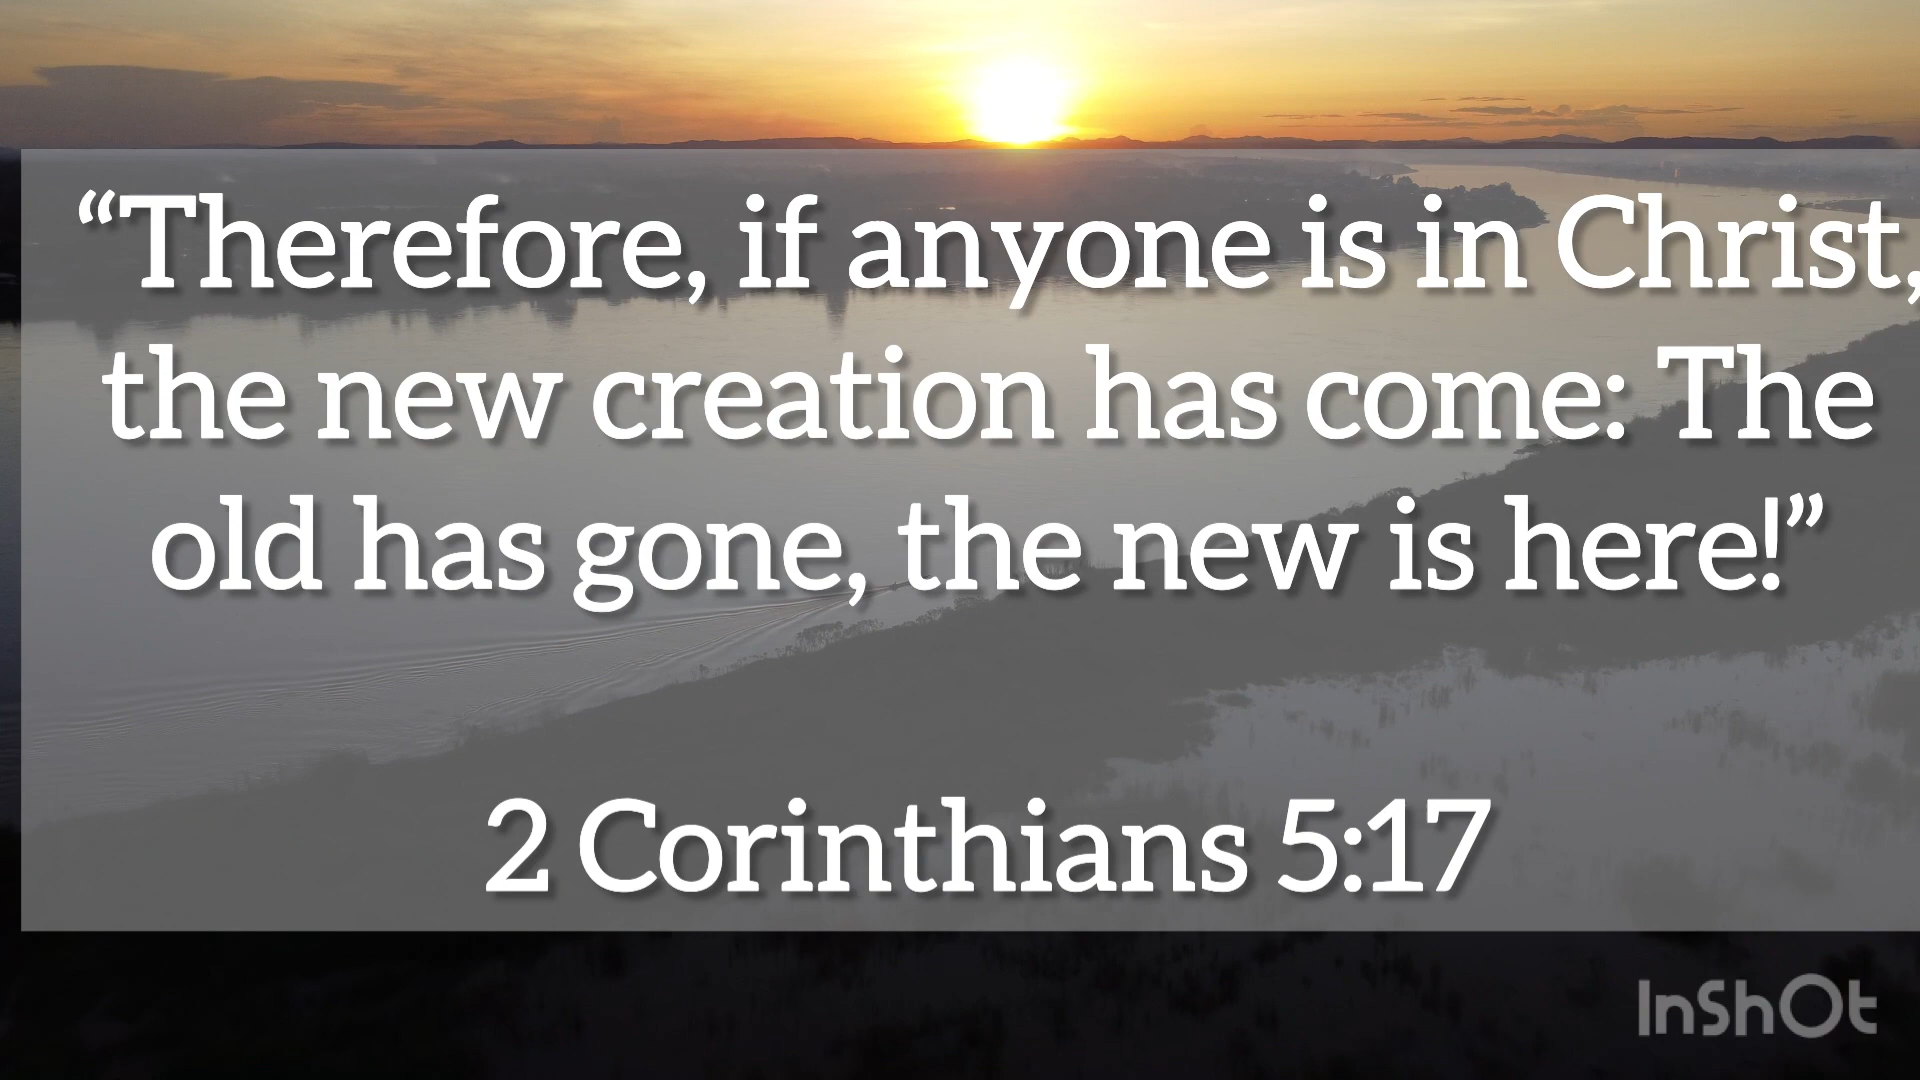 “Therefore, if anyone is in Christ,
the new creation has come: The
old has gone, the new is here!”
2 Corinthians 5:17
InShOt